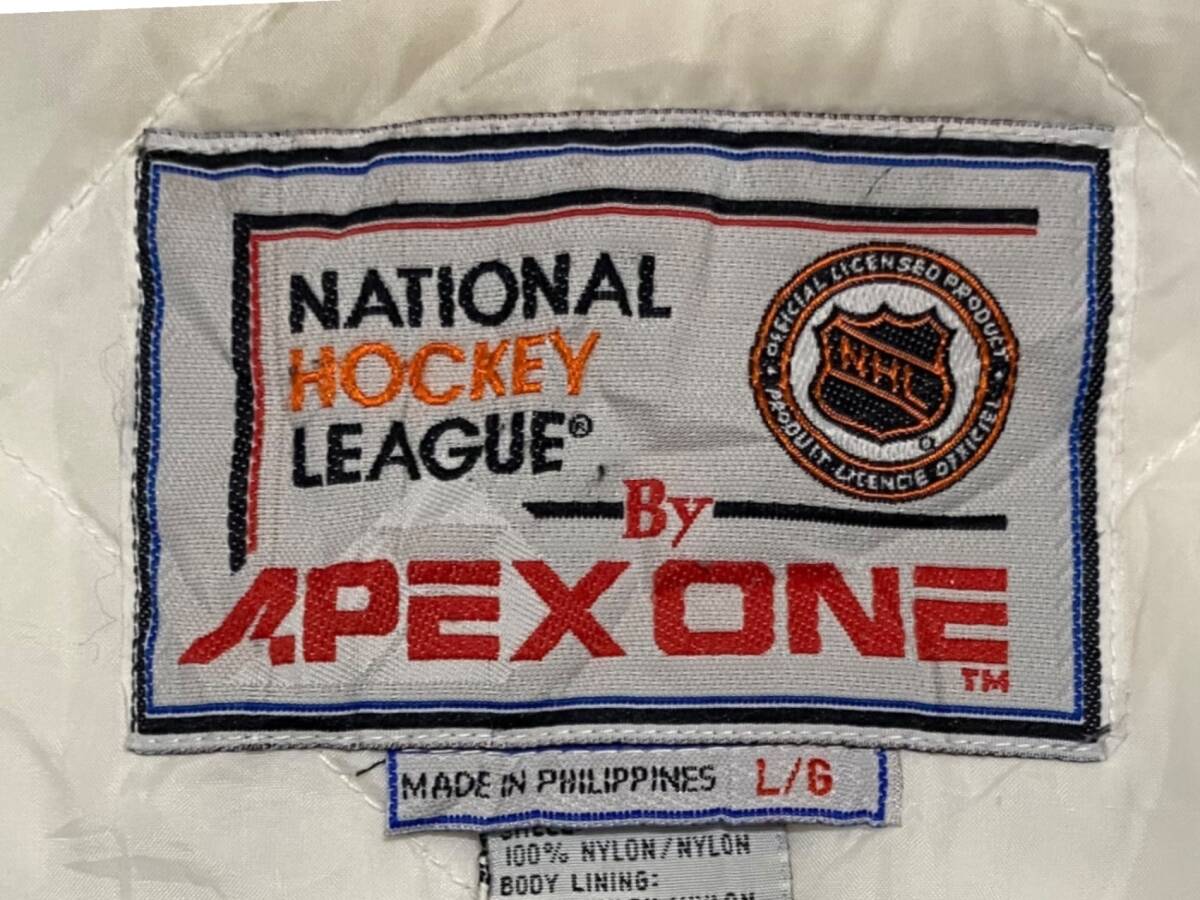 NATIONAL
HOCKEY
LEAGUE®
OFFICIAL LICENSED PRODUCT
NHL
PRODUIT LICENCIE OFFICIEL
By
APEX ONE
TM
MADE IN PHILIPPINES L/G
100% NYLON/NYLON
BODY LINING: